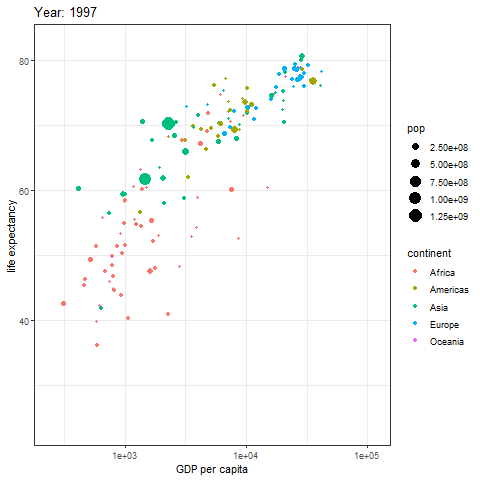 Year: 1997
80
60
40
life expectancy
1e+03
1e+04
1e+05
GDP per capita
pop
2.50e+08
5.00e+08
7.50e+08
1.00e+09
1.25e+09
continent
Africa
Americas
Asia
Europe
Oceania